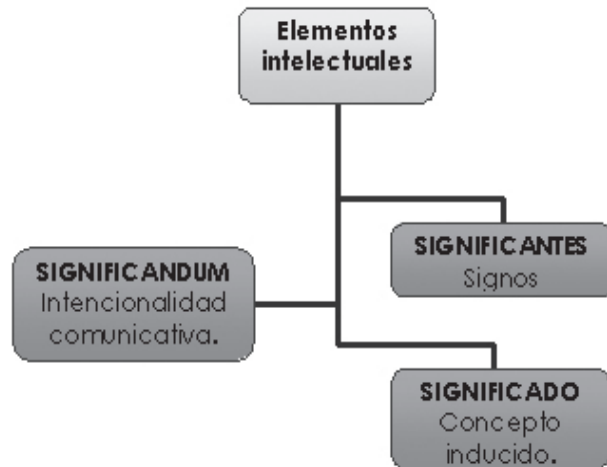 Elementos
intelectuales
SIGNIFICANTES
Signos
SIGNIFICANDUM
Intencionalidad
comunicativa.
SIGNIFICADO
Concepto
inducido.